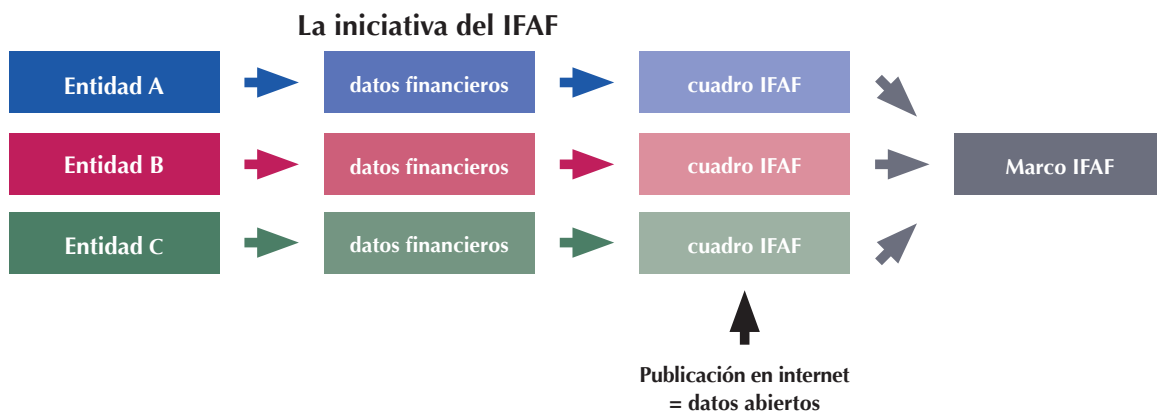 La iniciativa del IFAF
Entidad A
datos financieros
cuadro IFAF
Entidad B
datos financieros
cuadro IFAF
Marco IFAF
Entidad C
datos financieros
cuadro IFAF
Publicación en internet
= datos abiertos